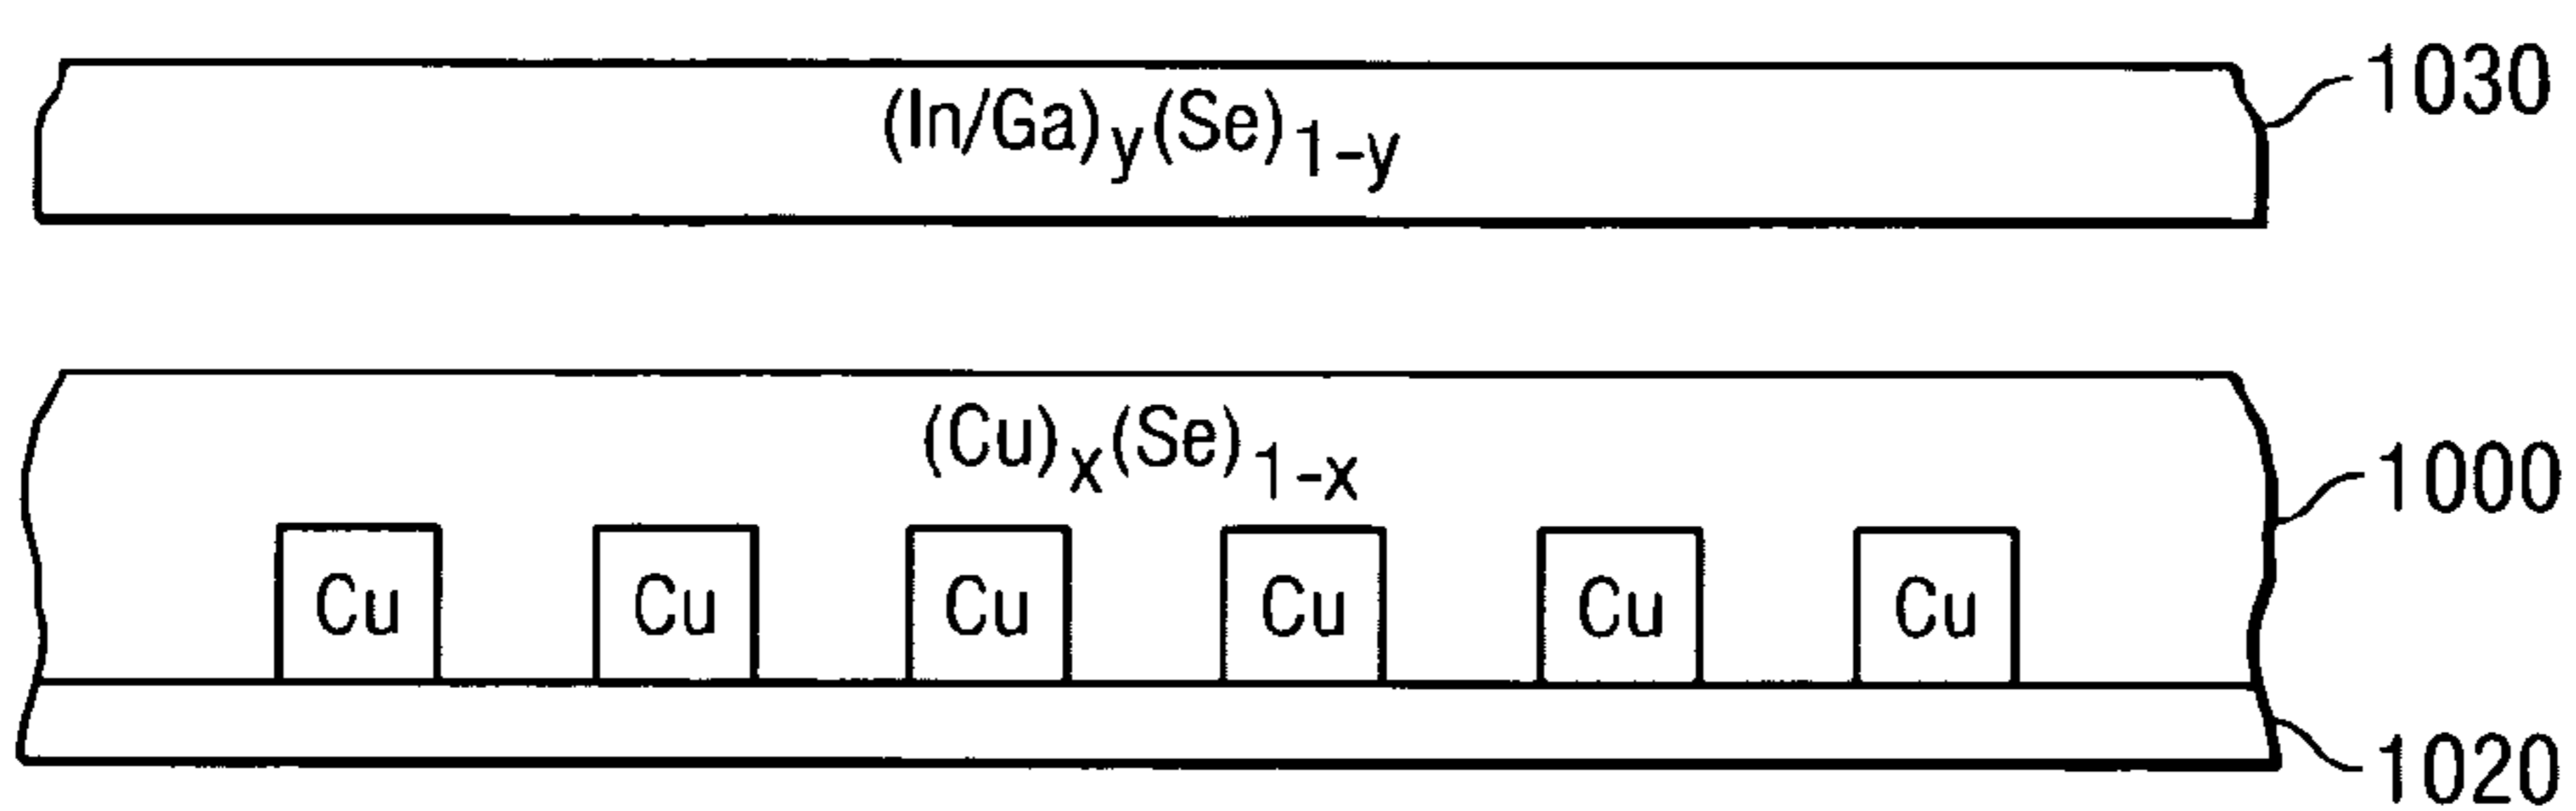 (In/Ga)y(Se)1-y
1030
(Cu)x(Se)1-x
1000
Cu Cu Cu Cu Cu Cu
1020